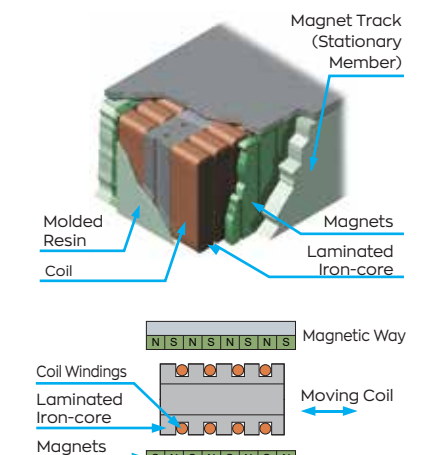 Magnet Track
(Stationary
Member)
Molded
Resin
Coil
Magnets
Laminated
Iron-core
N S N S N S N S
Magnetic Way
Coil Windings
Laminated
Iron-core
Moving Coil
Magnets